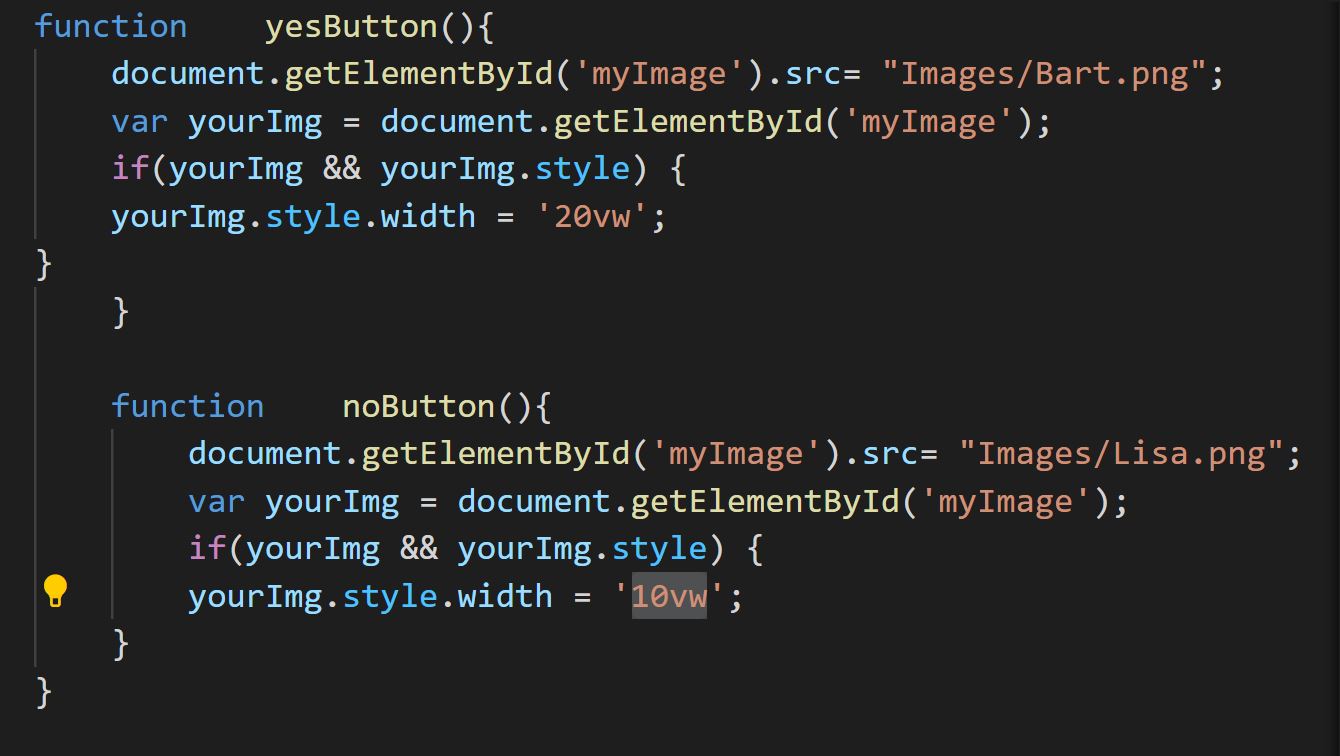 function    yesButton(){
    document.getElementById('myImage').src= "Images/Bart.png";
    var yourImg = document.getElementById('myImage');
    if(yourImg && yourImg.style) {
    yourImg.style.width = '20vw';
}
    }
    function    noButton(){
        document.getElementById('myImage').src= "Images/Lisa.png";
        var yourImg = document.getElementById('myImage');
        if(yourImg && yourImg.style) {
        yourImg.style.width = '10vw';
    }
}